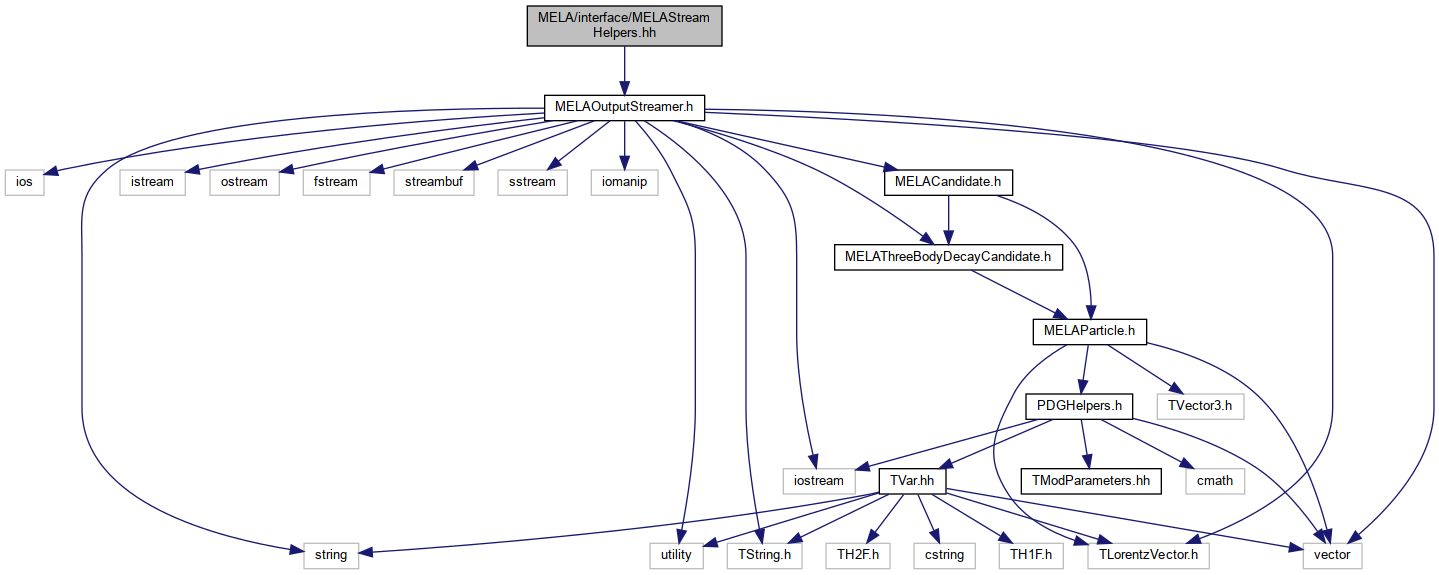 MELA/interface/MELAStream
Helpers.hh
MELAOutputStreamer.h
ios
istream
ostream
fstream
streambuf
sstream
iomanip
MELACandidate.h
MELAThreeBodyDecayCandidate.h
MELAParticle.h
PDGHelpers.h
TVector3.h
iostream
TVar.hh
TModParameters.hh
cmath
string
utility
TString.h
TH2F.h
cstring
TH1F.h
TLorentzVector.h
vector